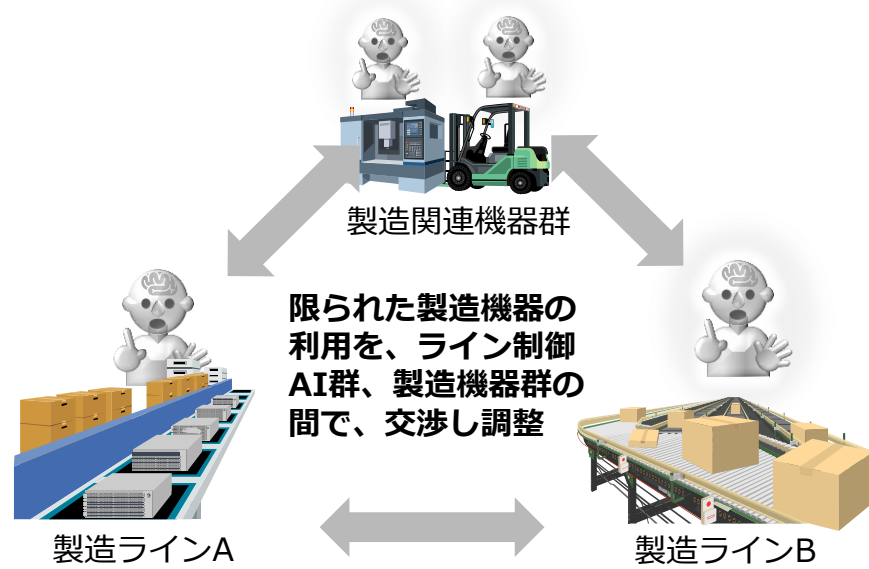 製造関連機器群
限られた製造機器の
利用を、ライン制御
AI群、製造機器群の
間で、交渉し調整
製造ラインA
製造ラインB